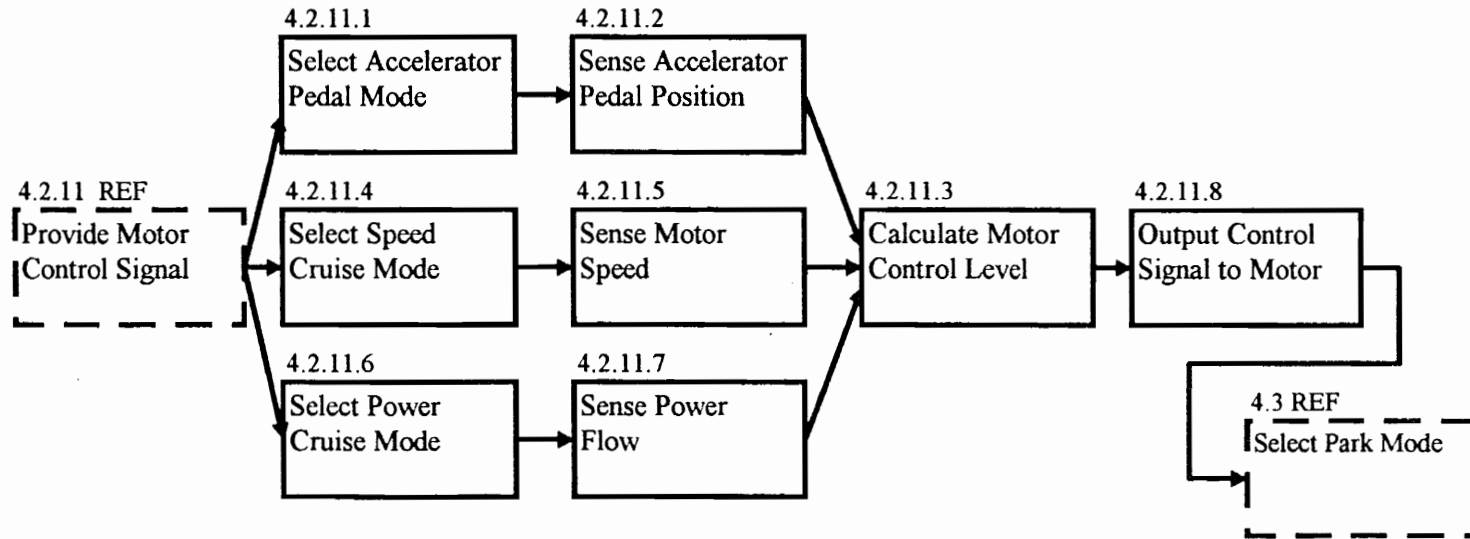 4.2.11.1
Select Accelerator
Pedal Mode
4.2.11.2
Sense Accelerator
Pedal Position
4.2.11 REF
Provide Motor
Control Signal
4.2.11.4
Select Speed
Cruise Mode
4.2.11.5
Sense Motor
Speed
4.2.11.3
Calculate Motor
Control Level
4.2.11.8
Output Control
Signal to Motor
4.2.11.6
Select Power
Cruise Mode
4.2.11.7
Sense Power
Flow
4.3 REF
Select Park Mode